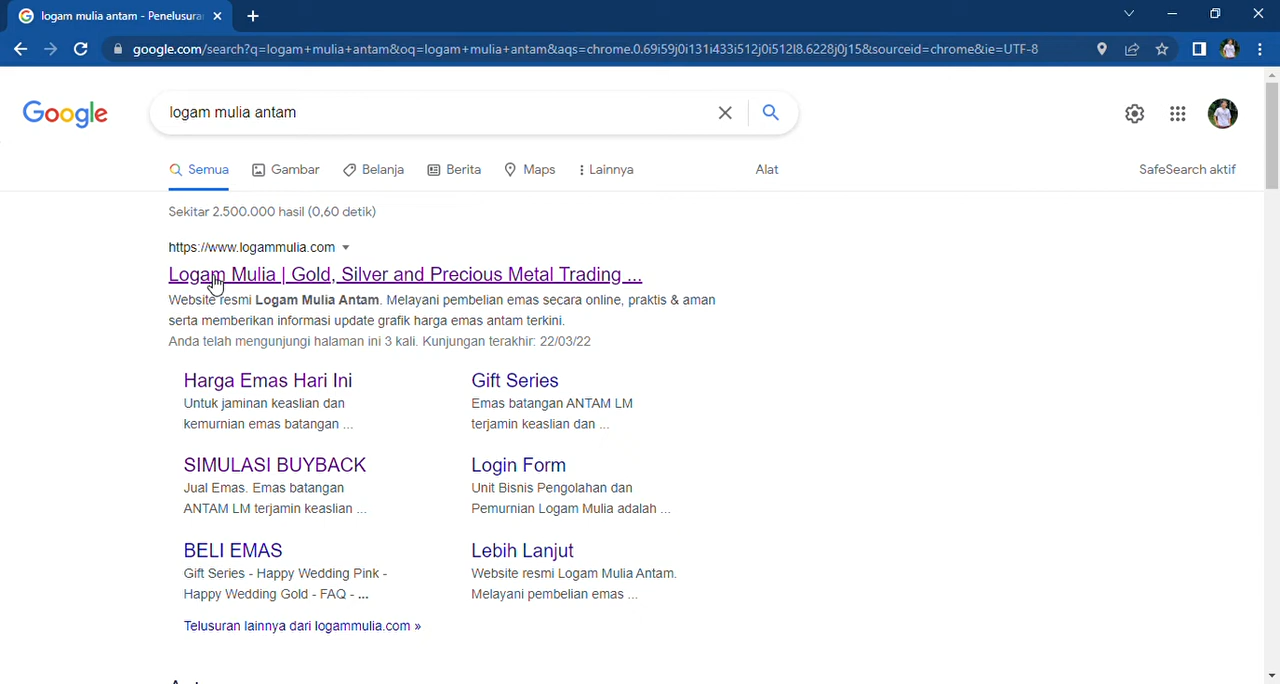 logam mulia antam - Penelusura
google.com/search?q=logam+mulia+antam&oq=logam+mulia+antam&aqs=chrome.0.69i59j0i131i433i512j0i512l8.6228j0j15&sourceid=chrome&ie=UTF-8
Google
logam mulia antam
Semua Gambar Belanja Berita Maps Lainnya Alat SafeSearch aktif
Sekitar 2.500.000 hasil (0,60 detik)
https://www.logammulia.com
Logam Mulia | Gold, Silver and Precious Metal Trading ...
Website resmi Logam Mulia Antam. Melayani pembelian emas secara online, praktis & aman
serta memberikan informasi update grafik harga emas antam terkini.
Anda telah mengunjungi halaman ini 3 kali. Kunjungan terakhir: 22/03/22
Harga Emas Hari Ini
Untuk jaminan keaslian dan
kemurnian emas batangan ...
Gift Series
Emas batangan ANTAM LM
terjamin keaslian dan ...
SIMULASI BUYBACK
Jual Emas. Emas batangan
ANTAM LM terjamin keaslian ...
Login Form
Unit Bisnis Pengolahan dan
Pemurnian Logam Mulia adalah ...
BELI EMAS
Gift Series - Happy Wedding Pink -
Happy Wedding Gold - FAQ - ...
Lebih Lanjut
Website resmi Logam Mulia Antam.
Melayani pembelian emas ...
Telusuran lainnya dari logammulia.com »